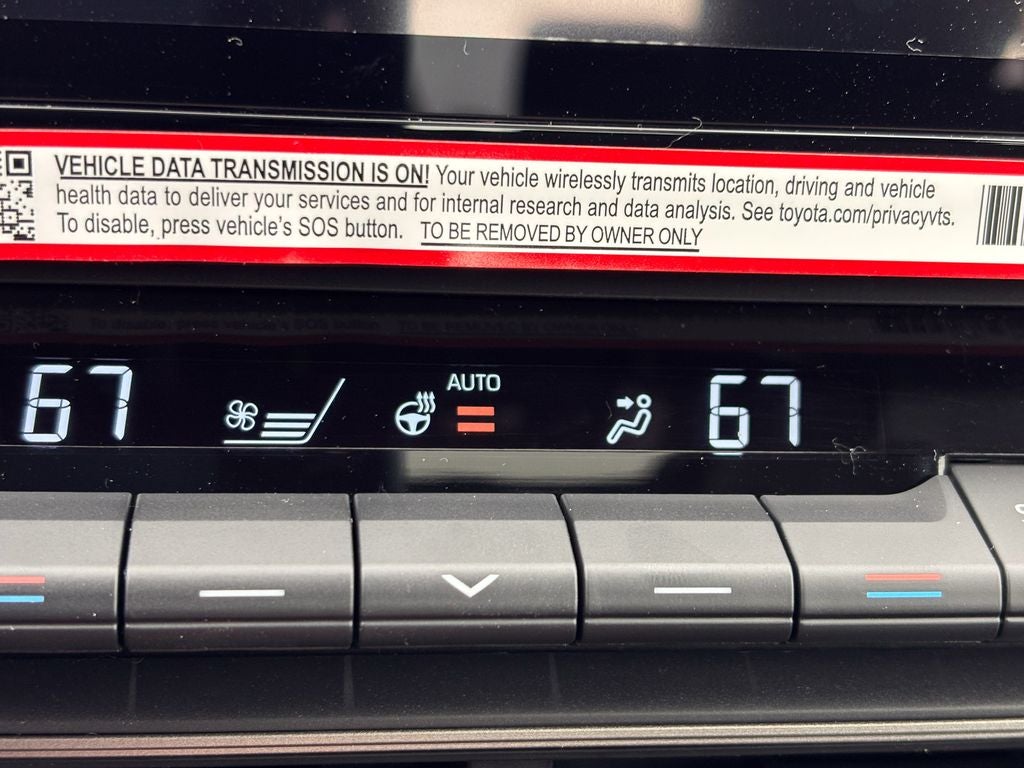 VEHICLE DATA TRANSMISSION IS ON! Your vehicle wirelessly transmits location, driving and vehicle
health data to deliver your services and for internal research and data analysis. See toyota.com/privacyvts.
To disable, press vehicle's SOS button. TO BE REMOVED BY OWNER ONLY
67 AUTO 67